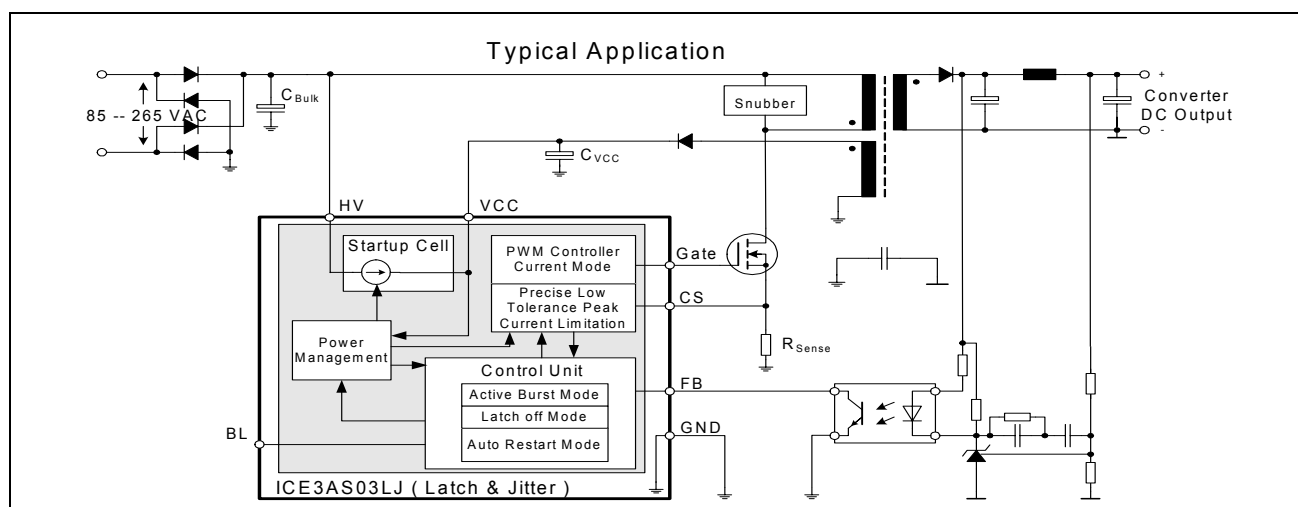 Typical Application
+
Snubber
C Bulk
Converter
DC Output
85 -- 265 VAC
-
C VCC
HV
VCC
Startup Cell
PWM Controller
Current Mode
Gate
Precise Low
Tolerance Peak
Current Limitation
CS
Power
Management
R Sense
Control Unit
FB
Active Burst Mode
Latch off Mode
GND
BL
Auto Restart Mode
ICE3AS03LJ ( Latch & Jitter )